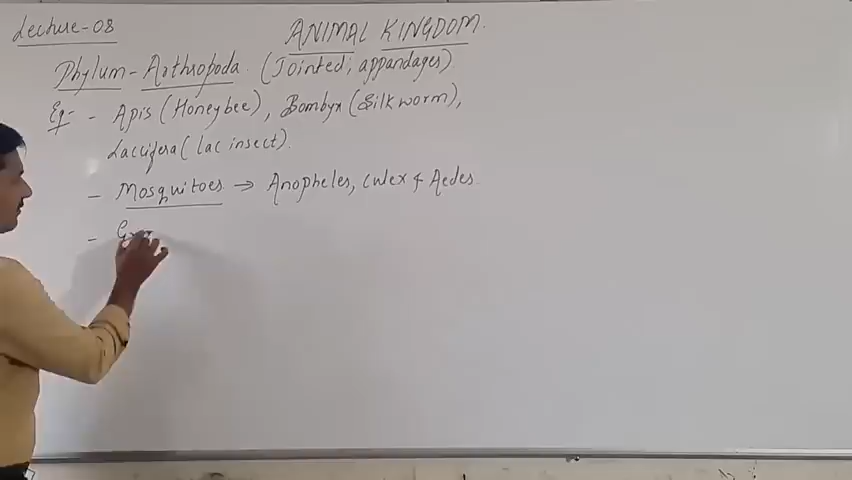 Lecture-08
ANIMAL KINGDOM.
Phylum - Arthropoda. (Jointed, appandages)
Eg:- - Apis (Honeybee), Bombyx (Silkworm),
Laccifera (lac insect).
- Mosquitoes → Anopheles, Culex & Aedes.
-